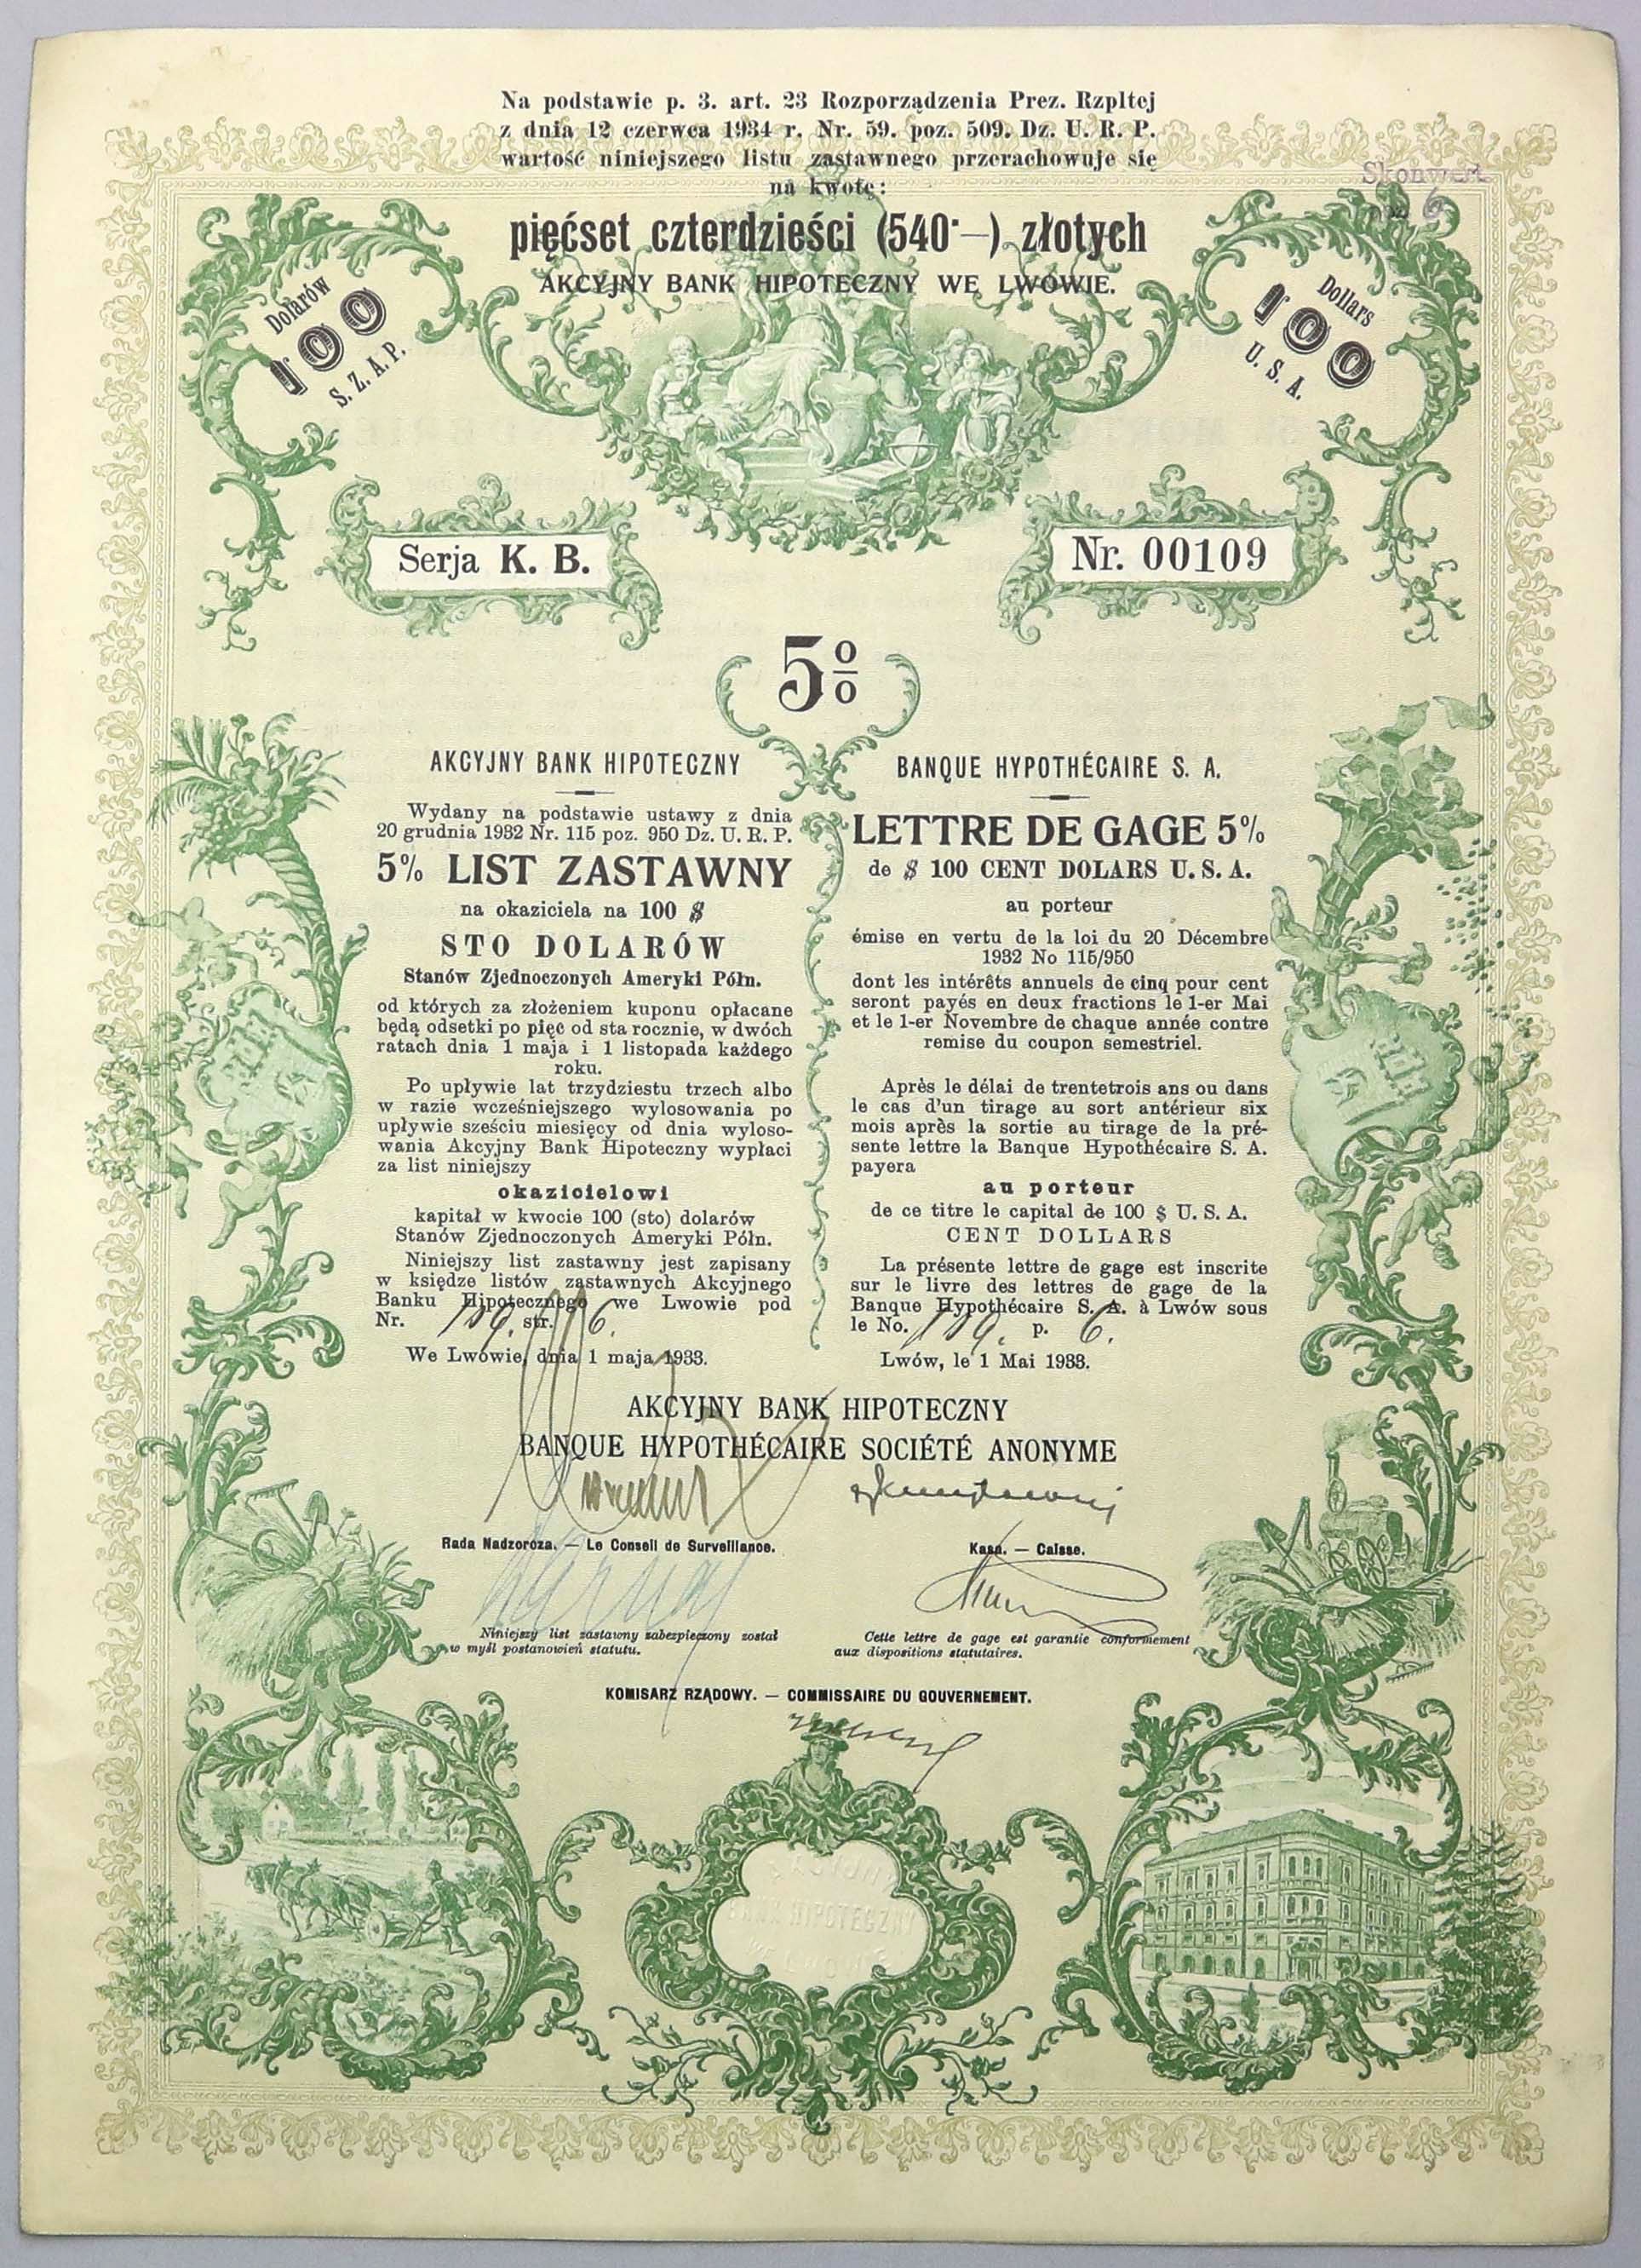 Na podstawie p. 3. art. 23 Rozporządzenia Prez. Rzpltej
z dnia 12 czerwca 1934 r. Nr. 59. poz. 509. Dz. U. R. P.
wartość niniejszego listu zastawnego przerachowuje się
na kwotę:
Skonwert.
pięćset czterdzieści (540·—) złotych
AKCYJNY BANK HIPOTECZNY WE LWOWIE.
Dolarów
100
S. Z. A. P.
Dollars
100
U. S. A.
Serja K. B.
Nr. 00109
5%
AKCYJNY BANK HIPOTECZNY
Wydany na podstawie ustawy z dnia
20 grudnia 1932 Nr. 115 poz. 950 Dz. U. R. P.
5% LIST ZASTAWNY
na okaziciela na 100 $
STO DOLARÓW
Stanów Zjednoczonych Ameryki Półn.
od których za złożeniem kuponu opłacane
będą odsetki po pięć od sta rocznie, w dwóch
ratach dnia 1 maja i 1 listopada każdego
roku.
Po upływie lat trzydziestu trzech albo
w razie wcześniejszego wylosowania po
upływie sześciu miesięcy od dnia wyloso-
wania Akcyjny Bank Hipoteczny wypłaci
za list niniejszy
okazicielowi
kapitał w kwocie 100 (sto) dolarów
Stanów Zjednoczonych Ameryki Półn.
Niniejszy list zastawny jest zapisany
w księdze listów zastawnych Akcyjnego
Banku Hipotecznego we Lwowie pod
Nr. 109. str. 6.
We Lwowie, dnia 1 maja 1933.
BANQUE HYPOTHÉCAIRE S. A.
LETTRE DE GAGE 5%
de $ 100 CENT DOLARS U. S. A.
au porteur
émise en vertu de la loi du 20 Décembre
1932 No 115/950
dont les intérêts annuels de cinq pour cent
seront payés en deux fractions le 1-er Mai
et le 1-er Novembre de chaque année contre
remise du coupon semestriel.
Après le délai de trentetrois ans ou dans
le cas d'un tirage au sort antérieur six
mois après la sortie au tirage de la pré-
sente lettre la Banque Hypothécaire S. A.
payera
au porteur
de ce titre le capital de 100 $ U. S. A.
CENT DOLLARS
La présente lettre de gage est inscrite
sur le livre des lettres de gage de la
Banque Hypothécaire S. A. à Lwów sous
le No. 109. p. 6.
Lwów, le 1 Mai 1933.
AKCYJNY BANK HIPOTECZNY
BANQUE HYPOTHÉCAIRE SOCIÉTÉ ANONYME
Rada Nadzorcza. — Le Conseil de Surveillance.
Kasa. — Caisse.
Niniejszy list zastawny zabezpieczony został
w myśl postanowień statutu.
Cette lettre de gage est garantie conformement
aux dispositions statutaires.
KOMISARZ RZĄDOWY. — COMMISSAIRE DU GOUVERNEMENT.
AKCYJNY
BANK HIPOTECZNY
WE LWOWIE